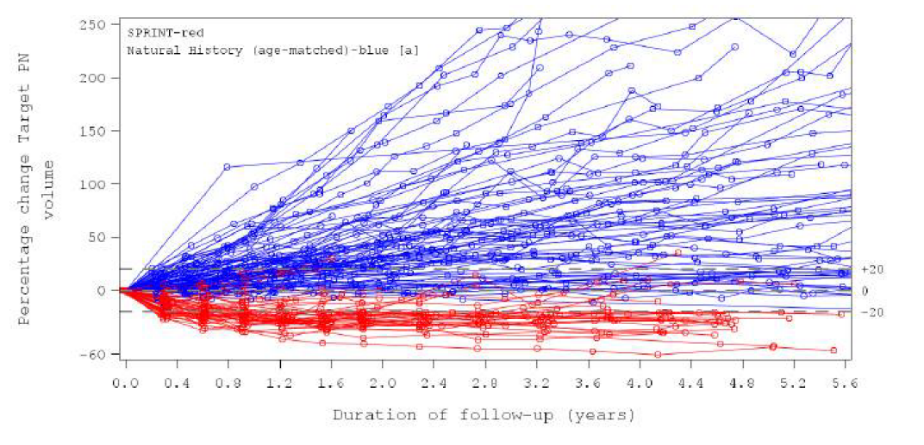 SPRINT-red
Natural History (age-matched)-blue [a]
Percentage change Target PN
volume
250
200
150
100
50
0
-60
+20
0
-20
0.0 0.4 0.8 1.2 1.6 2.0 2.4 2.8 3.2 3.6 4.0 4.4 4.8 5.2 5.6
Duration of follow-up (years)